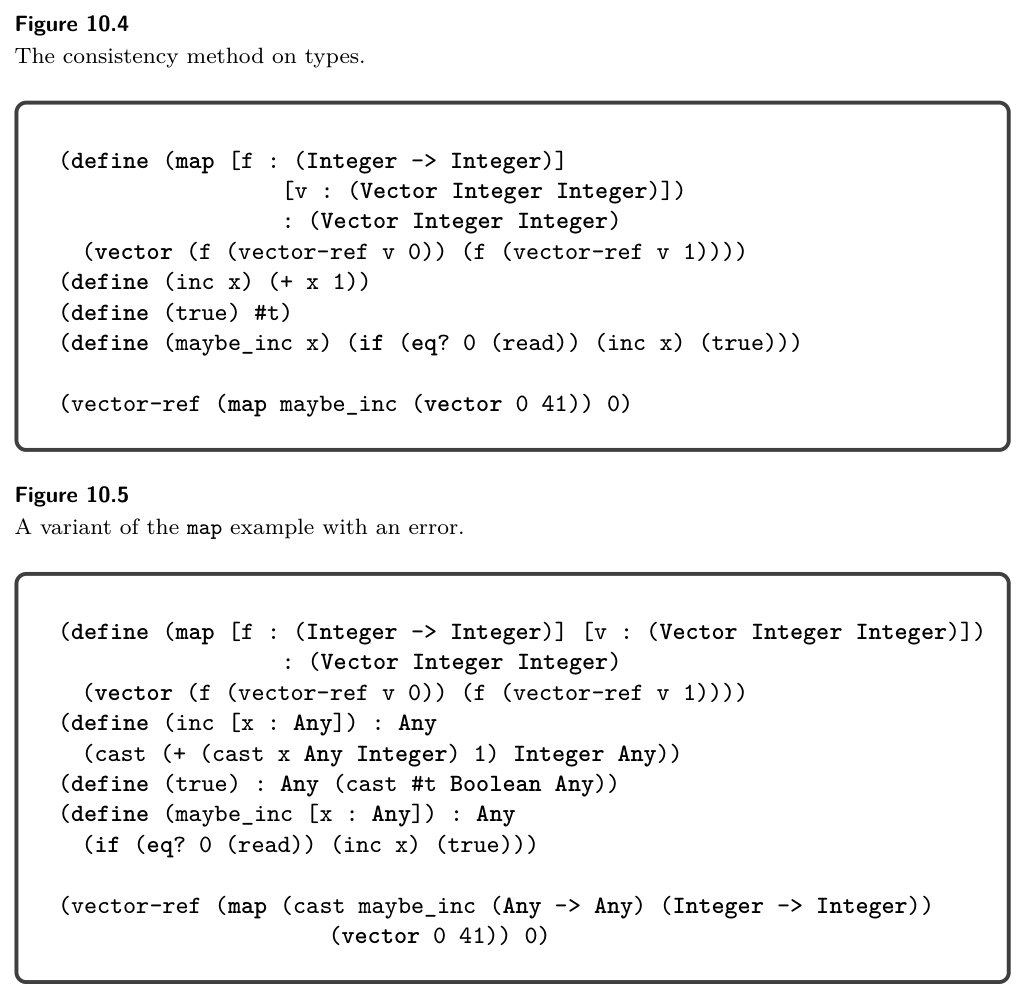 Figure 10.4
The consistency method on types.
(define (map [f : (Integer -> Integer)]
[v : (Vector Integer Integer)])
: (Vector Integer Integer)
(vector (f (vector-ref v 0)) (f (vector-ref v 1))))
(define (inc x) (+ x 1))
(define (true) #t)
(define (maybe_inc x) (if (eq? 0 (read)) (inc x) (true)))
(vector-ref (map maybe_inc (vector 0 41)) 0)
Figure 10.5
A variant of the map example with an error.
(define (map [f : (Integer -> Integer)] [v : (Vector Integer Integer)])
: (Vector Integer Integer)
(vector (f (vector-ref v 0)) (f (vector-ref v 1))))
(define (inc [x : Any]) : Any
(cast (+ (cast x Any Integer) 1) Integer Any))
(define (true) : Any (cast #t Boolean Any))
(define (maybe_inc [x : Any]) : Any
(if (eq? 0 (read)) (inc x) (true)))
(vector-ref (map (cast maybe_inc (Any -> Any) (Integer -> Integer))
(vector 0 41)) 0)